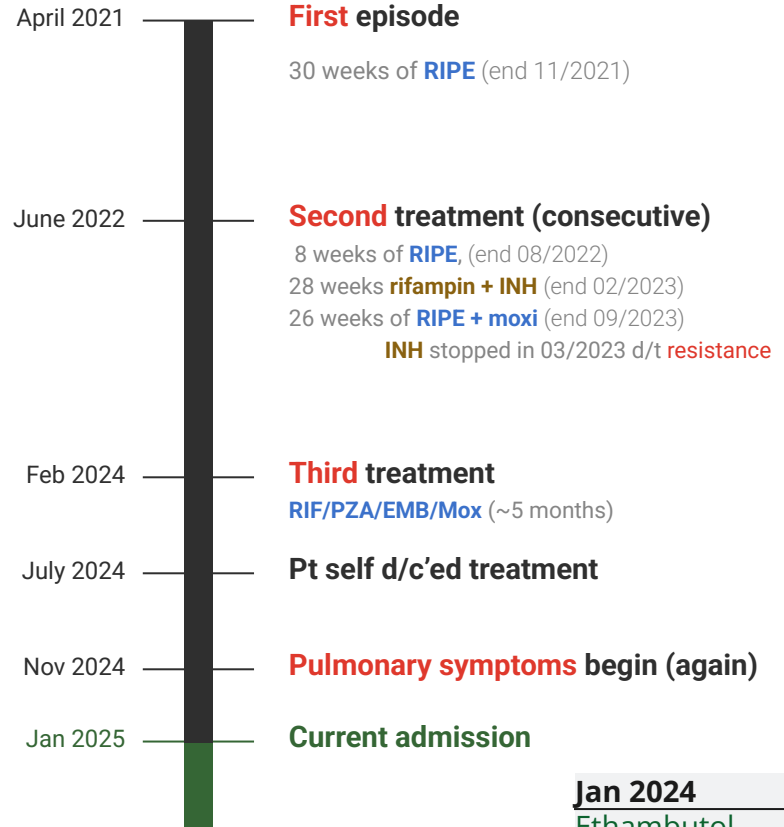 April 2021
First episode
30 weeks of RIPE (end 11/2021)
June 2022
Second treatment (consecutive)
8 weeks of RIPE, (end 08/2022)
28 weeks rifampin + INH (end 02/2023)
26 weeks of RIPE + moxi (end 09/2023)
INH stopped in 03/2023 d/t resistance
Feb 2024
Third treatment
RIF/PZA/EMB/Mox (~5 months)
July 2024
Pt self d/c’ed treatment
Nov 2024
Pulmonary symptoms begin (again)
Jan 2025
Current admission
Jan 2024
Ethambutol